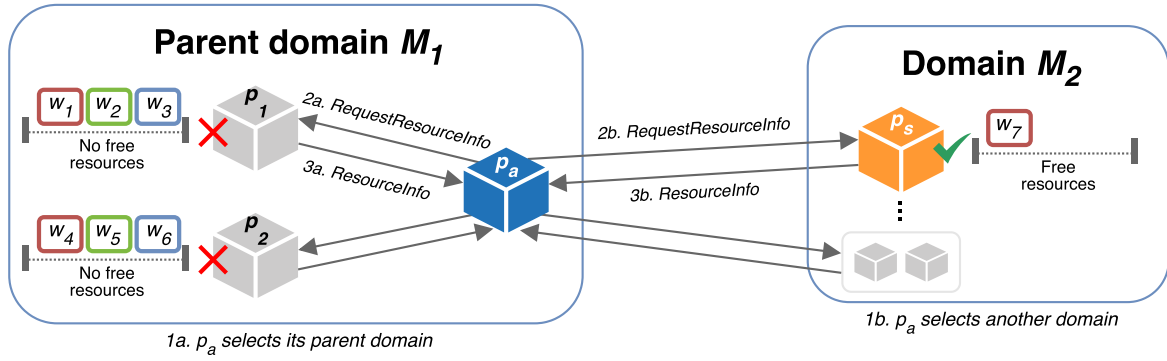 Parent domain M1
w1 w2 w3
No free
resources
p1
2a. RequestResourceInfo
3a. ResourceInfo
pa
w4 w5 w6
No free
resources
p2
1a. pa selects its parent domain
2b. RequestResourceInfo
3b. ResourceInfo
Domain M2
ps
w7
Free
resources
1b. pa selects another domain